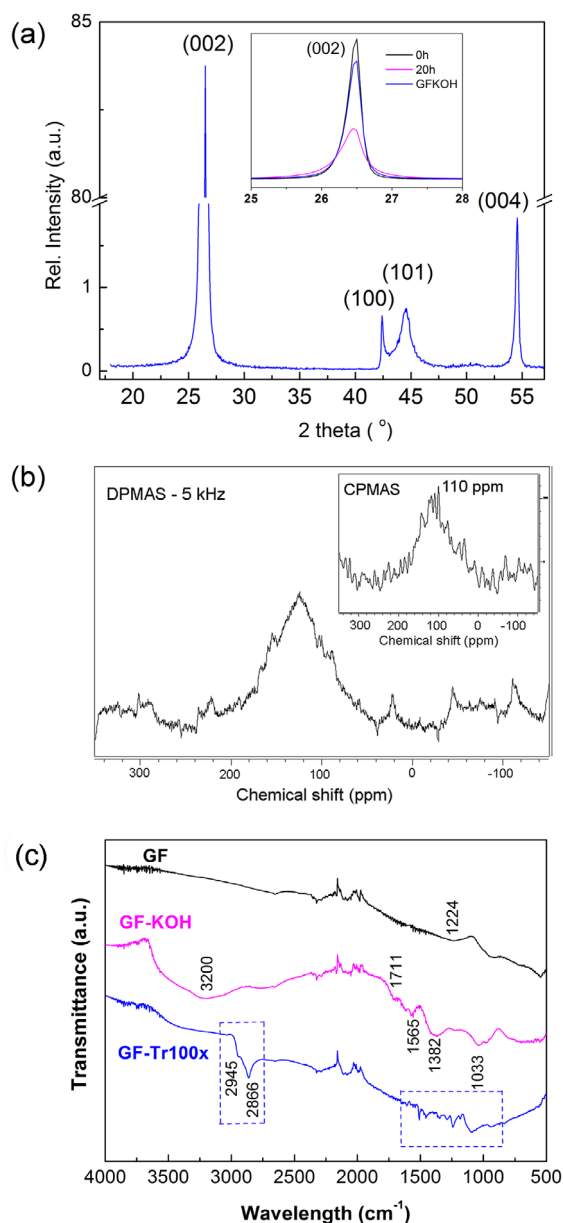 (a)
85
(002)
(002)
0h
20h
GFKOH
25 26 27 28
80
(004)
(101)
(100)
1
0
Rel. Intensity (a.u.)
20 25 30 35 40 45 50 55
2 theta ( o)
(b)
DPMAS - 5 kHz
CPMAS
110 ppm
300 200 100 0 -100
Chemical shift (ppm)
300 200 100 0 -100
Chemical shift (ppm)
(c)
GF
1224
GF-KOH
3200
1711
1565
1382
1033
GF-Tr100x
2945
2866
Transmittance (a.u.)
4000 3500 3000 2500 2000 1500 1000 500
Wavelength (cm-1)